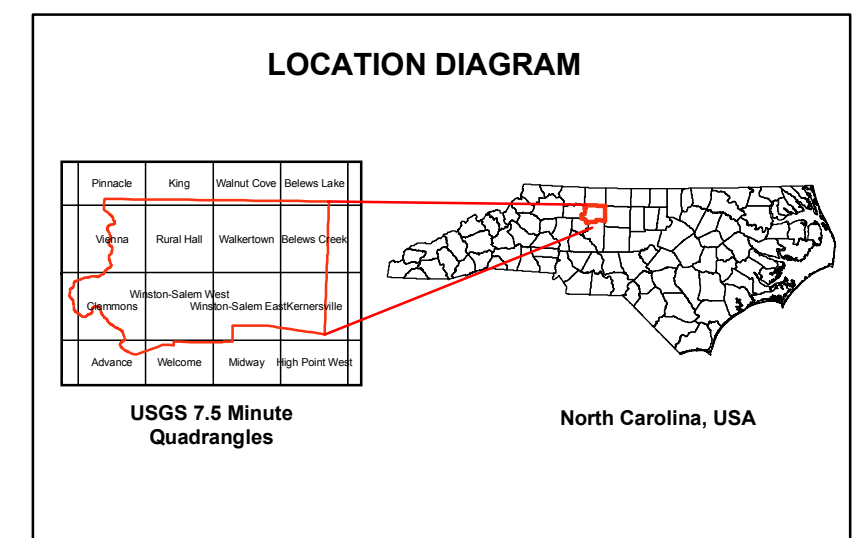 LOCATION DIAGRAM
Pinnacle King Walnut Cove Belews Lake
Vienna Rural Hall Walkertown Belews Creek
Clemmons Winston-Salem West Winston-Salem East Kernersville
Advance Welcome Midway High Point West
USGS 7.5 Minute
Quadrangles
North Carolina, USA